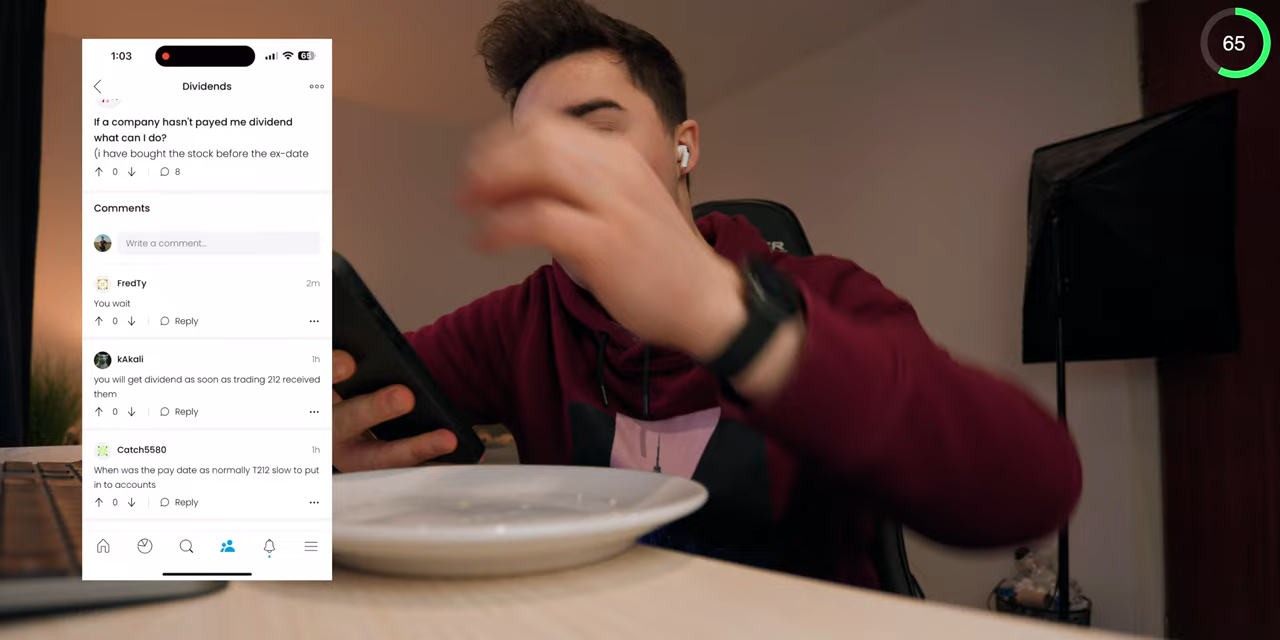 65
1:03
65
Dividends
If a company hasn't payed me dividend
what can I do?
(i have bought the stock before the ex-date
0
8
Comments
Write a comment...
FredTy
2m
You wait
0
Reply
kAkali
1h
you will get dividend as soon as trading 212 received
them
0
Reply
Catch5580
1h
When was the pay date as normally T212 slow to put
in to accounts
0
Reply